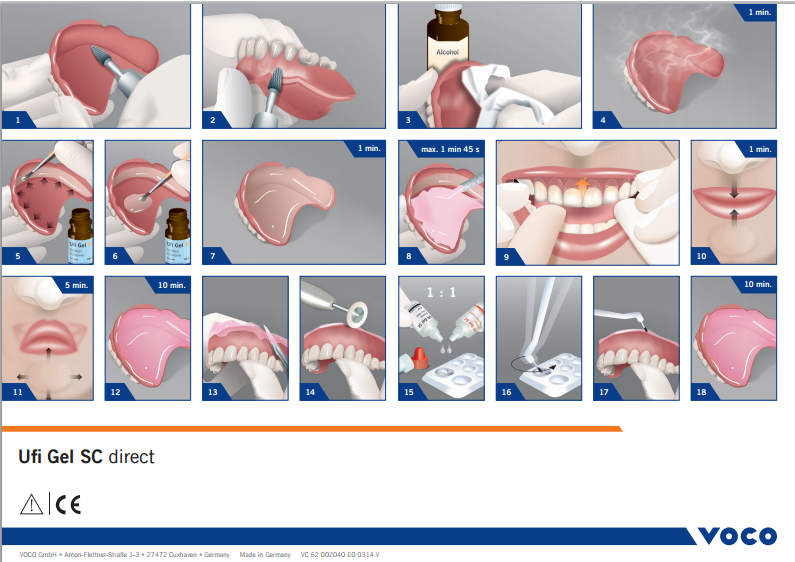 Alcohol
1 min.
1
2
3
4
1 min.
max. 1 min 45 s
1 min.
Ufi Gel
Ufi Gel
5
6
7
8
9
10
5 min.
10 min.
1 : 1
10 min.
11
12
13
14
15
16
17
18
Ufi Gel SC direct
CE
VOCO
VOCO GmbH • Anton-Flettner-Straße 1-3 • 27472 Cuxhaven • Germany Made in Germany VC 62 002040 EO 0314 V